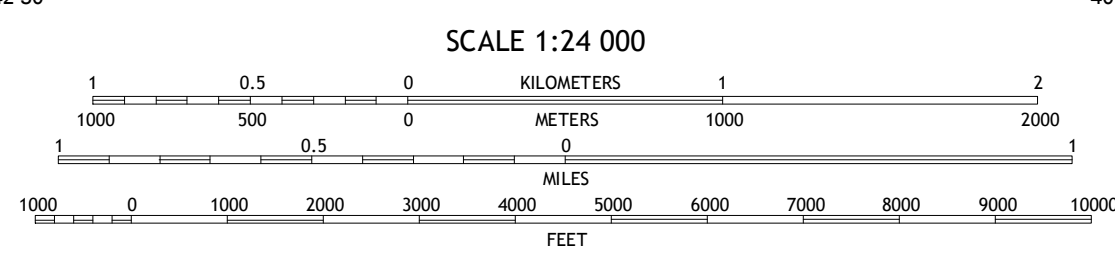 SCALE 1:24 000
1 0.5 0 KILOMETERS 1 2
1000 500 0 METERS 1000 2000
1 0.5 0 1
MILES
1000 0 1000 2000 3000 4000 5000 6000 7000 8000 9000 10000
FEET